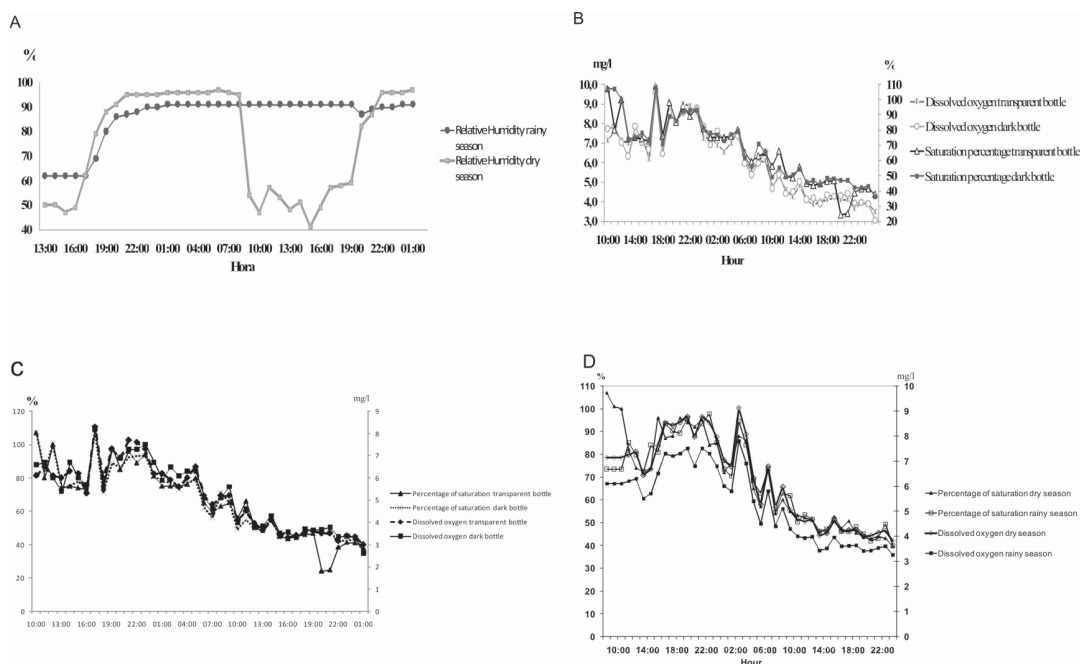 A
%
100
90
80
70
60
50
40
13:00 16:00 19:00 22:00 01:00 04:00 07:00 10:00 13:00 16:00 19:00 22:00 01:00
Hora
Relative Humidity rainy
season
Relative Humidity dry
season
B
mg/l
%
10,0
9,0
8,0
7,0
6,0
5,0
4,0
3,0
110
100
90
80
70
60
50
40
30
20
10:00 14:00 18:00 22:00 02:00 06:00 10:00 14:00 18:00 22:00
Hour
Dissolved oxygen transparent bottle
Dissolved oxygen dark bottle
Saturation percentage transparent bottle
Saturation percentage dark bottle
C
%
mg/l
120
100
80
60
40
20
0
9
8
7
6
5
4
3
2
1
0
10:00 13:00 16:00 19:00 22:00 01:00 04:00 07:00 10:00 13:00 16:00 19:00 22:00 01:00
Percentage of saturation transparent bottle
Percentage of saturation dark bottle
Dissolved oxygen transparent bottle
Dissolved oxygen dark bottle
D
%
mg/l
110
100
90
80
70
60
50
40
30
20
10
0
10
9
8
7
6
5
4
3
2
1
0
10:00 14:00 18:00 22:00 02:00 06:00 10:00 14:00 18:00 22:00
Hour
Percentage of saturation dry season
Percentage of saturation rainy season
Dissolved oxygen dry season
Dissolved oxygen rainy season